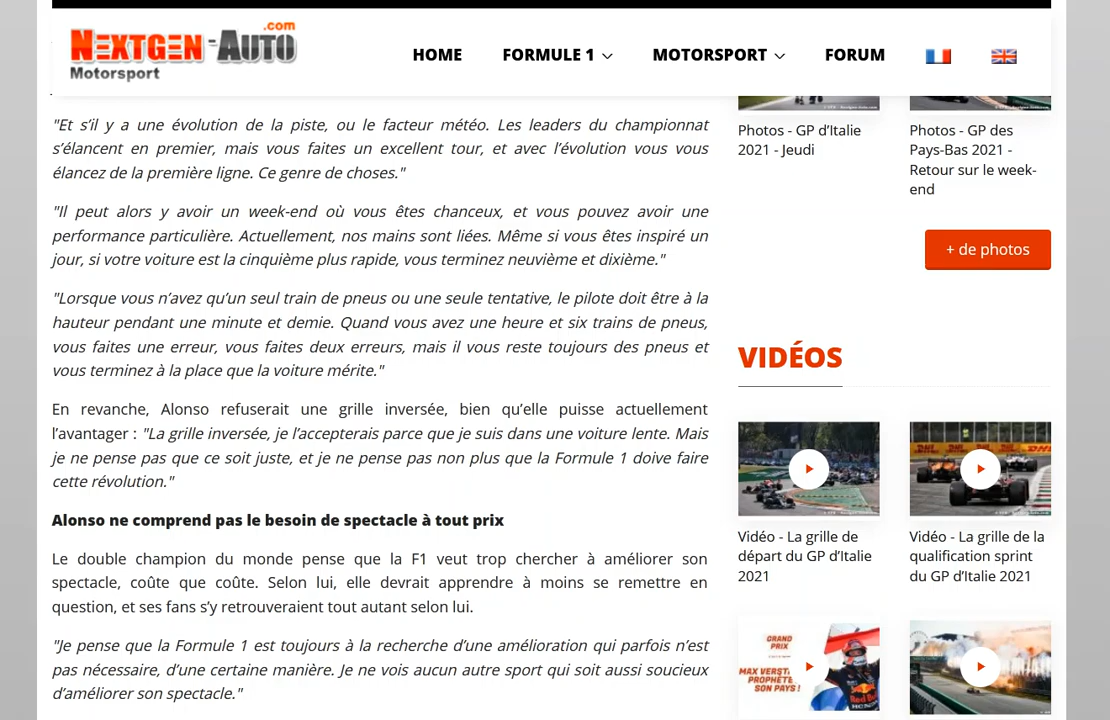 NEXTGEN-AUTO.com
Motorsport
HOME
FORMULE 1
MOTORSPORT
FORUM
"Et s’il y a une évolution de la piste, ou le facteur météo. Les leaders du championnat
s’élancent en premier, mais vous faites un excellent tour, et avec l’évolution vous vous
élancez de la première ligne. Ce genre de choses."
"Il peut alors y avoir un week-end où vous êtes chanceux, et vous pouvez avoir une
performance particulière. Actuellement, nos mains sont liées. Même si vous êtes inspiré un
jour, si votre voiture est la cinquième plus rapide, vous terminez neuvième et dixième."
"Lorsque vous n’avez qu’un seul train de pneus ou une seule tentative, le pilote doit être à la
hauteur pendant une minute et demie. Quand vous avez une heure et six trains de pneus,
vous faites une erreur, vous faites deux erreurs, mais il vous reste toujours des pneus et
vous terminez à la place que la voiture mérite."
En revanche, Alonso refuserait une grille inversée, bien qu’elle puisse actuellement
l’avantager : "La grille inversée, je l’accepterais parce que je suis dans une voiture lente. Mais
je ne pense pas que ce soit juste, et je ne pense pas non plus que la Formule 1 doive faire
cette révolution."
Alonso ne comprend pas le besoin de spectacle à tout prix
Le double champion du monde pense que la F1 veut trop chercher à améliorer son
spectacle, coûte que coûte. Selon lui, elle devrait apprendre à moins se remettre en
question, et ses fans s’y retrouveraient tout autant selon lui.
"Je pense que la Formule 1 est toujours à la recherche d’une amélioration qui parfois n’est
pas nécessaire, d’une certaine manière. Je ne vois aucun autre sport qui soit aussi soucieux
d’améliorer son spectacle."
Photos - GP d’Italie
2021 - Jeudi
Photos - GP des
Pays-Bas 2021 -
Retour sur le week-
end
+ de photos
VIDÉOS
DHL
Vidéo - La grille de
départ du GP d’Italie
2021
Vidéo - La grille de la
qualification sprint
du GP d’Italie 2021
GRAND
PRIX
MAX VERST
PROPHÈTE
SON PAYS !